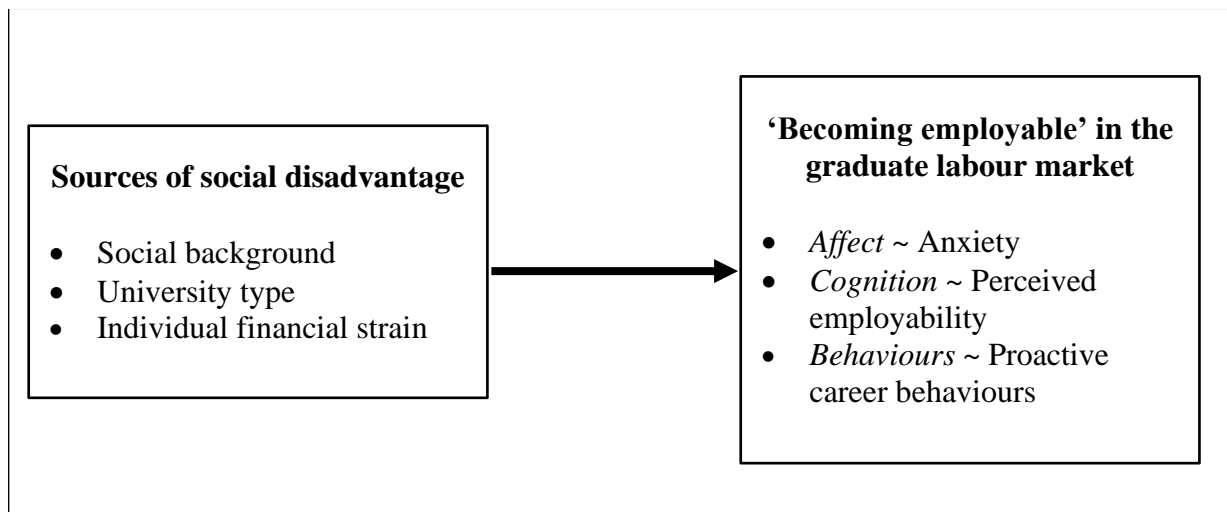 Sources of social disadvantage
• Social background
• University type
• Individual financial strain
‘Becoming employable’ in the
graduate labour market
• Affect ~ Anxiety
• Cognition ~ Perceived
employability
• Behaviours ~ Proactive
career behaviours